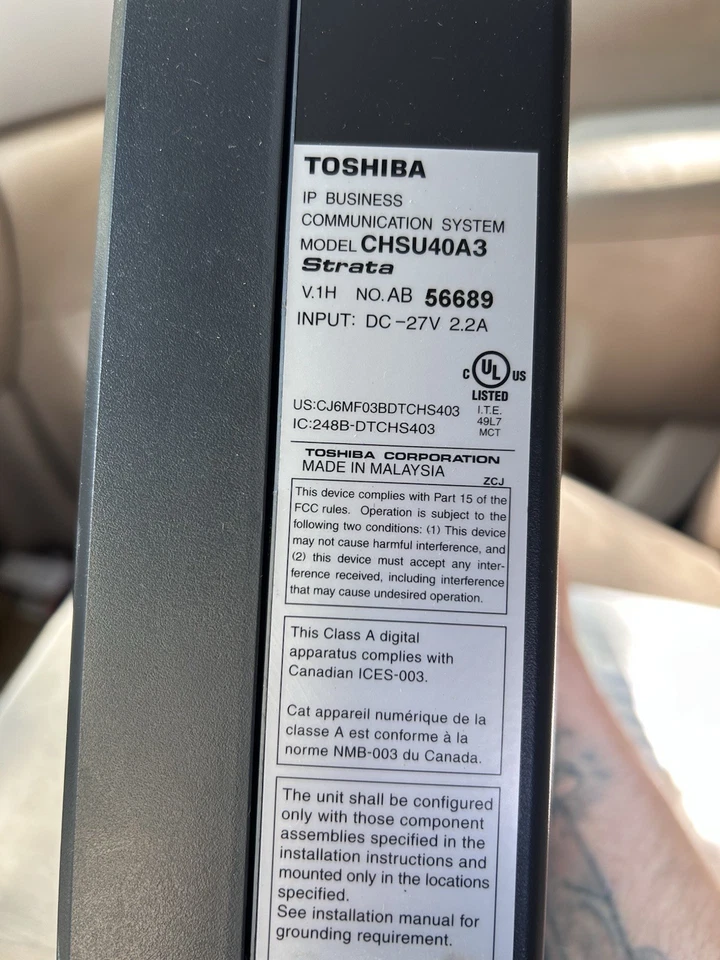 TOSHIBA
IP BUSINESS
COMMUNICATION SYSTEM
MODEL CHSU40A3
Strata
V.1H NO. AB 56689
INPUT: DC -27V 2.2A
C UL US
LISTED
I.T.E.
49L7
MCT
US:CJ6MF03BDTCHS403
IC:248B-DTCHS403
TOSHIBA CORPORATION
MADE IN MALAYSIA
ZCJ
This device complies with Part 15 of the
FCC rules. Operation is subject to the
following two conditions: (1) This device
may not cause harmful interference, and
(2) this device must accept any inter-
ference received, including interference
that may cause undesired operation.
This Class A digital
apparatus complies with
Canadian ICES-003.
Cat appareil numérique de la
classe A est conforme à la
norme NMB-003 du Canada.
The unit shall be configured
only with those component
assemblies specified in the
installation instructions and
mounted only in the locations
specified.
See installation manual for
grounding requirement.